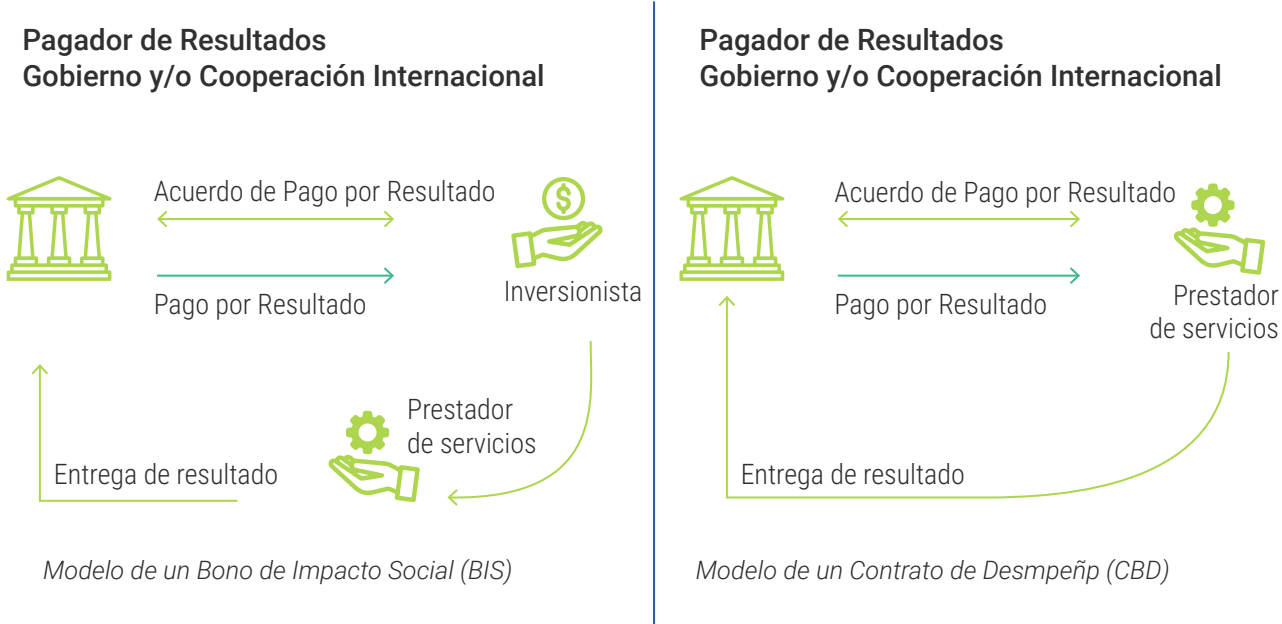 Pagador de Resultados
Gobierno y/o Cooperación Internacional
Acuerdo de Pago por Resultado
$
Pago por Resultado
Inversionista
Prestador
de servicios
Entrega de resultado
Modelo de un Bono de Impacto Social (BIS)
Pagador de Resultados
Gobierno y/o Cooperación Internacional
Acuerdo de Pago por Resultado
Pago por Resultado
Prestador
de servicios
Entrega de resultado
Modelo de un Contrato de Desmpeñp (CBD)